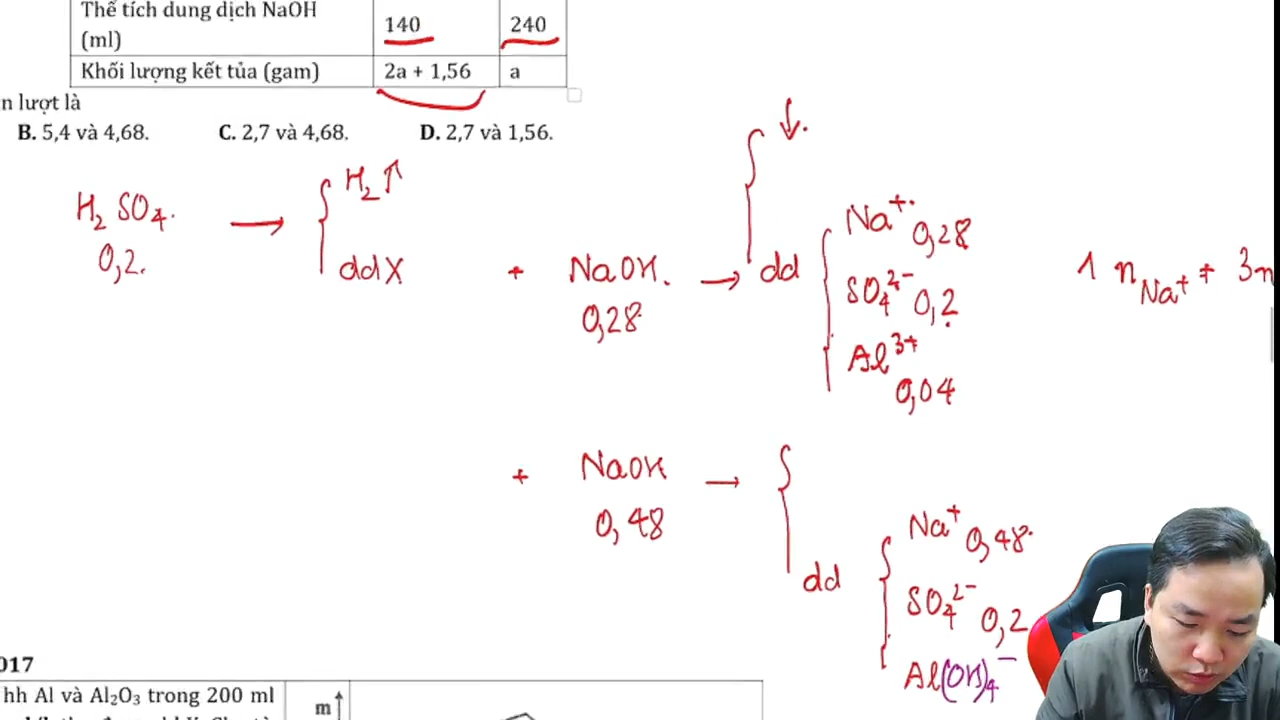 Thể tích dung dịch NaOH (ml) 140 240
Khối lượng kết tủa (gam) 2a + 1,56 a
n lượt là
B. 5,4 và 4,68. C. 2,7 và 4,68. D. 2,7 và 1,56.
H₂SO₄ → H₂↑
0,2
ddX + NaOH → ↓
0,28
dd Na⁺ 0,28
SO₄²⁻ 0,2
Al³⁺ 0,04
1 n Na⁺ + 3n
+ NaOH →
0,48
dd Na⁺ 0,48
SO₄²⁻ 0,2
Al(OH)₄⁻
017
hh Al và Al₂O₃ trong 200 ml
m